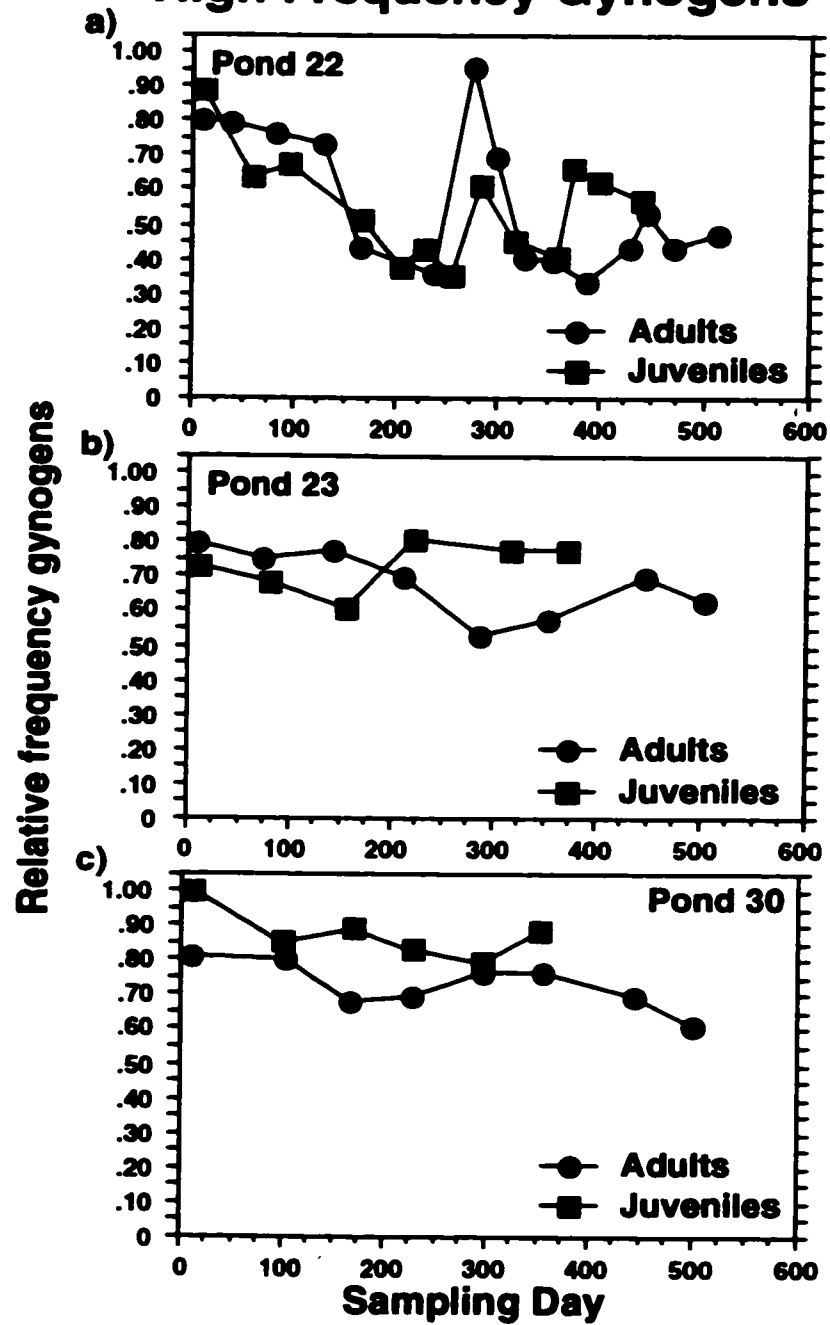 High Frequency Gynogens
a)
Pond 22
1.00
.90
.80
.70
.60
.50
.40
.30
.20
.10
0
Adults
Juveniles
0 100 200 300 400 500 600
b)
Pond 23
1.00
.90
.80
.70
.60
.50
.40
.30
.20
.10
0
Adults
Juveniles
0 100 200 300 400 500 600
c)
Pond 30
1.00
.90
.80
.70
.60
.50
.40
.30
.20
.10
0
Adults
Juveniles
0 100 200 300 400 500 600
Relative frequency gynogens
Sampling Day